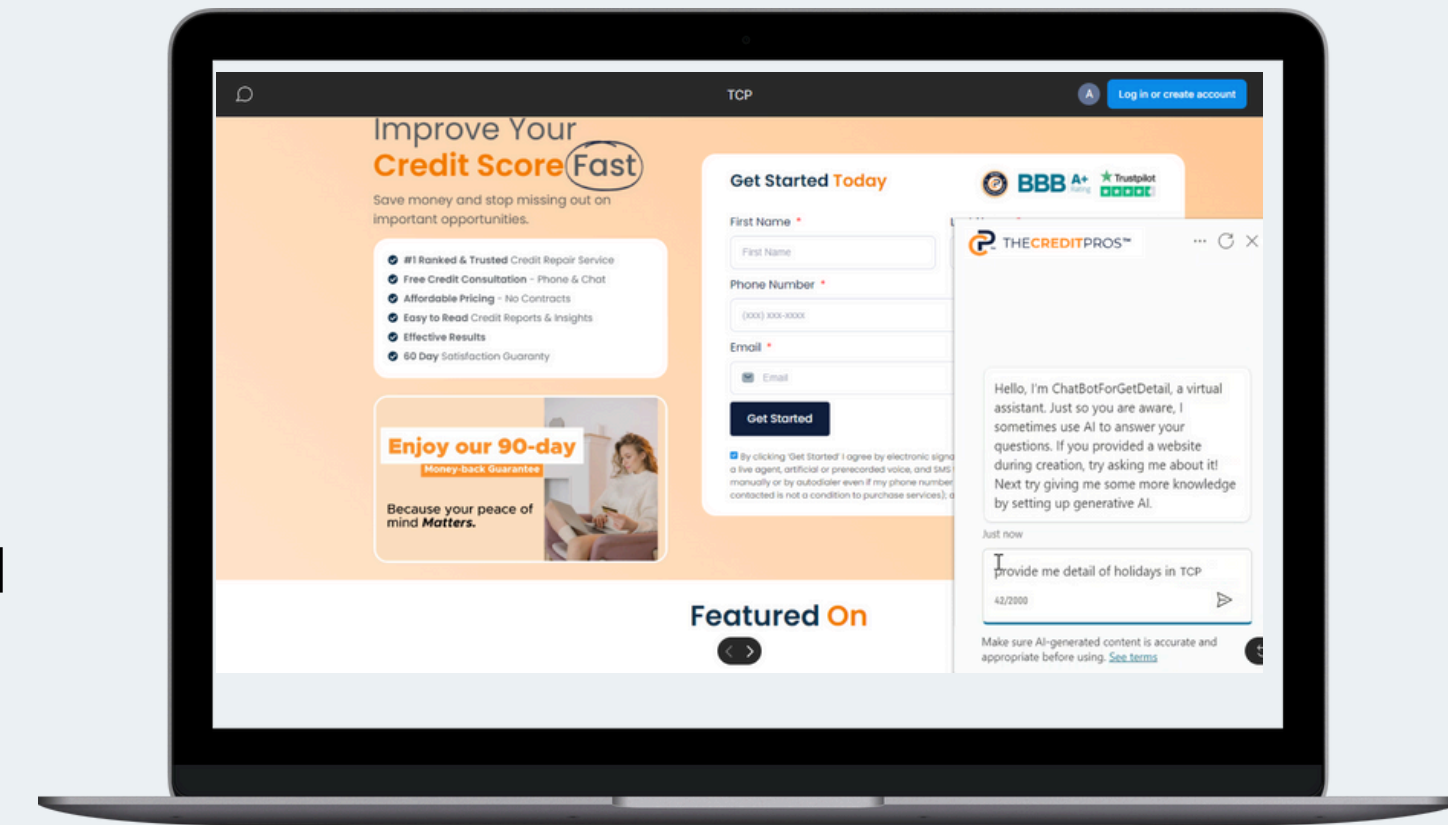 TCP
A
Log in or create account
Improve Your
Credit Score Fast
Save money and stop missing out on
important opportunities.
#1 Ranked & Trusted Credit Repair Service
Free Credit Consultation - Phone & Chat
Affordable Pricing - No Contracts
Easy to Read Credit Reports & Insights
Effective Results
60 Day Satisfaction Guaranty
Enjoy our 90-day
Money-back Guarantee
Because your peace of
mind Matters.
Get Started Today
BBB A+ Rating
Trustpilot
First Name *
First Name
Phone Number *
(xxx) xxx-xxxx
Email *
Email
Get Started
By clicking 'Get Started' I agree by electronic
a live agent, artificial or prerecorded voice, and SMS
manually or by autodialer even if my phone number
contacted is not a condition to purchase services);
THECREDITPROS™
Hello, I'm ChatBotForGetDetail, a virtual
assistant. Just so you are aware, I
sometimes use AI to answer your
questions. If you provided a website
during creation, try asking me about it!
Next try giving me some more knowledge
by setting up generative AI.
Just now
provide me detail of holidays in TCP
42/2000
Make sure AI-generated content is accurate and
appropriate before using. See terms
Featured On